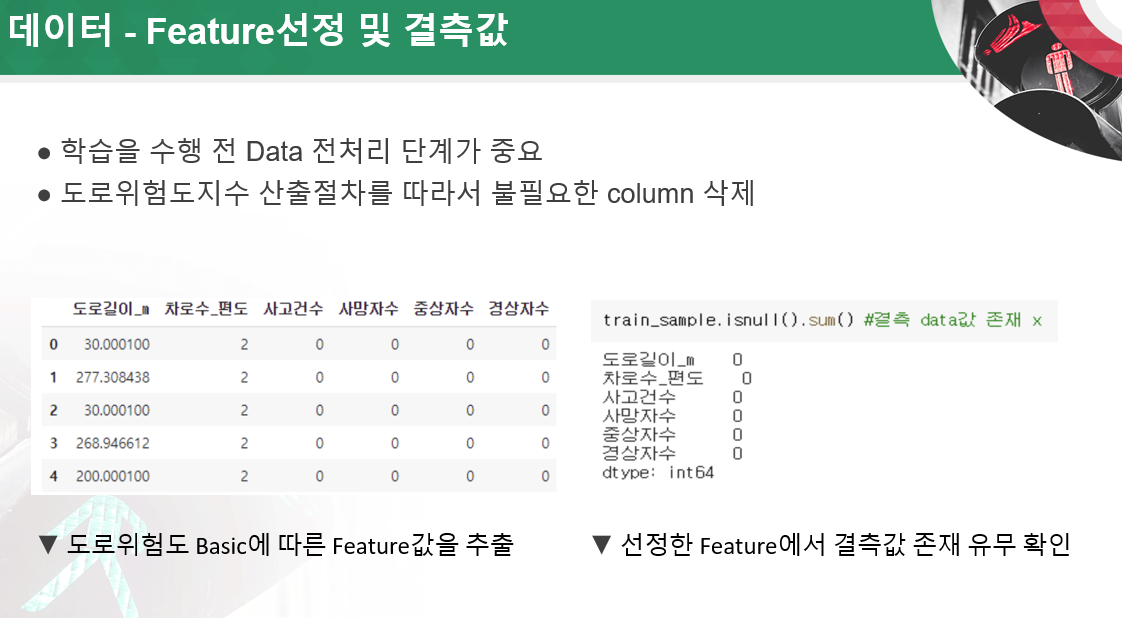 데이터 - Feature선정 및 결측값
● 학습을 수행 전 Data 전처리 단계가 중요
● 도로위험도지수 산출절차를 따라서 불필요한 column 삭제
도로길이_m 차로수_편도 사고건수 사망자수 중상자수 경상자수
0 30.000100 2 0 0 0 0
1 277.308438 2 0 0 0 0
2 30.000100 2 0 0 0 0
3 268.946612 2 0 0 0 0
4 200.000100 2 0 0 0 0
▼ 도로위험도 Basic에 따른 Feature값을 추출
train_sample.isnull().sum() #결측 data값 존재 x
도로길이_m 0
차로수_편도 0
사고건수 0
사망자수 0
중상자수 0
경상자수 0
dtype: int64
▼ 선정한 Feature에서 결측값 존재 유무 확인